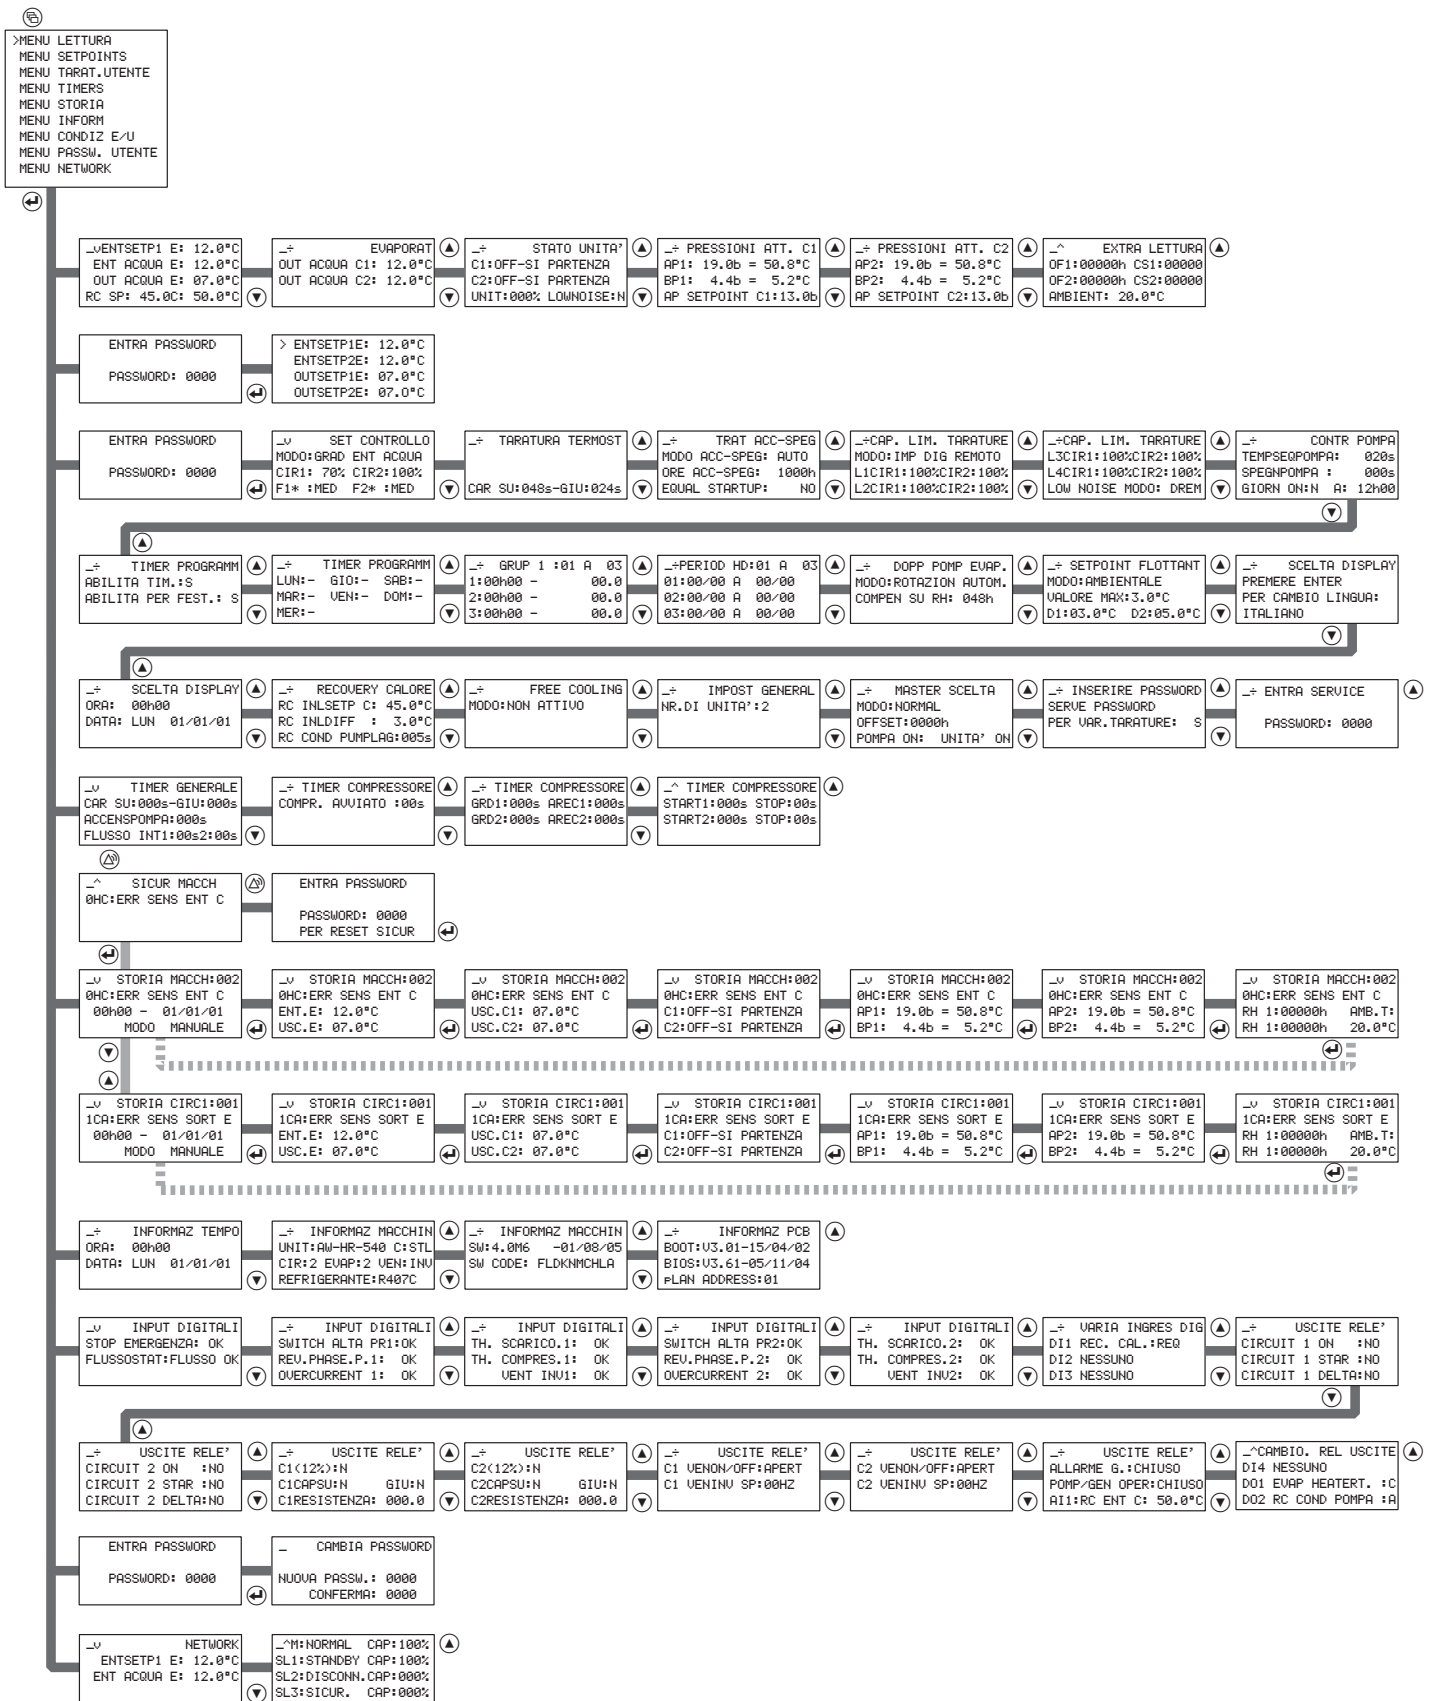 >MENU LETTURA
MENU SETPOINTS
MENU TARAT.UTENTE
MENU TIMERS
MENU STORIA
MENU INFORM
MENU CONDIZ E/U
MENU PASSW. UTENTE
MENU NETWORK
_vENTSETP1 E: 12.0°C
ENT ACQUA E: 12.0°C
OUT ACQUA E: 07.0°C
RC SP: 45.0C: 50.0°C
_÷ EVAPORAT
OUT ACQUA C1: 12.0°C
OUT ACQUA C2: 12.0°C
_÷ STATO UNITA'
C1:OFF-SI PARTENZA
C2:OFF-SI PARTENZA
UNIT:000% LOWNOISE:N
_÷ PRESSIONI ATT. C1
AP1: 19.0b = 50.8°C
BP1: 4.4b = 5.2°C
AP SETPOINT C1:13.0b
_÷ PRESSIONI ATT. C2
AP2: 19.0b = 50.8°C
BP2: 4.4b = 5.2°C
AP SETPOINT C2:13.0b
_^ EXTRA LETTURA
OF1:00000h CS1:00000
OF2:00000h CS2:00000
AMBIENT: 20.0°C
ENTRA PASSWORD
PASSWORD: 0000
> ENTSETP1E: 12.0°C
ENTSETP2E: 12.0°C
OUTSETP1E: 07.0°C
OUTSETP2E: 07.0°C
ENTRA PASSWORD
PASSWORD: 0000
_v SET CONTROLLO
MODO:GRAD ENT ACQUA
CIR1: 70% CIR2:100%
F1* :MED F2* :MED
_÷ TARATURA TERMOST
CAR SU:048s-GIU:024s
_÷ TRAT ACC-SPEG
MODO ACC-SPEG: AUTO
ORE ACC-SPEG: 1000h
EQUAL STARTUP: NO
_÷CAP. LIM. TARATURE
MODO:IMP DIG REMOTO
L1CIR1:100%CIR2:100%
L2CIR1:100%CIR2:100%
_÷CAP. LIM. TARATURE
L3CIR1:100%CIR2:100%
L4CIR1:100%CIR2:100%
LOW NOISE MODO: DREM
_÷ CONTR POMPA
TEMPSEQPOMPA: 020s
SPEGNPOMPA : 000s
GIORN ON:N A: 12h00
_÷ TIMER PROGRAMM
ABILITA TIM.:S
ABILITA PER FEST.: S
_÷ TIMER PROGRAMM
LUN:- GIO:- SAB:-
MAR:- VEN:- DOM:-
MER:-
_÷ GRUP 1 :01 A 03
1:00h00 - 00.0
2:00h00 - 00.0
3:00h00 - 00.0
_÷PERIOD HD:01 A 03
01:00/00 A 00/00
02:00/00 A 00/00
03:00/00 A 00/00
_÷ DOPP POMP EVAP.
MODO:ROTAZION AUTOM.
COMPEN SU RH: 048h
_÷ SETPOINT FLOTTANT
MODO:AMBIENTALE
VALORE MAX:3.0°C
D1:03.0°C D2:05.0°C
_÷ SCELTA DISPLAY
PREMERE ENTER
PER CAMBIO LINGUA:
ITALIANO
_÷ SCELTA DISPLAY
ORA: 00h00
DATA: LUN 01/01/01
_÷ RECOVERY CALORE
RC INLSETP C: 45.0°C
RC INLDIFF : 3.0°C
RC COND PUMPLAG:005s
_÷ FREE COOLING
MODO:NON ATTIVO
_÷ IMPOST GENERAL
NR.DI UNITA':2
_÷ MASTER SCELTA
MODO:NORMAL
OFFSET:0000h
POMPA ON: UNITA' ON
_÷ INSERIRE PASSWORD
SERVE PASSWORD
PER VAR.TARATURE: S
_÷ ENTRA SERVICE
PASSWORD: 0000
_v TIMER GENERALE
CAR SU:000s-GIU:000s
ACCENSPOMPA:000s
FLUSSO INT1:00s2:00s
_÷ TIMER COMPRESSORE
COMPR. AVVIATO :00s
_÷ TIMER COMPRESSORE
GRD1:000s AREC1:000s
GRD2:000s AREC2:000s
_^ TIMER COMPRESSORE
START1:000s STOP:00s
START2:000s STOP:00s
_^ SICUR MACCH
0HC:ERR SENS ENT C
ENTRA PASSWORD
PASSWORD: 0000
PER RESET SICUR
_v STORIA MACCH:002
0HC:ERR SENS ENT C
00h00 - 01/01/01
MODO MANUALE
_v STORIA MACCH:002
0HC:ERR SENS ENT C
ENT.E: 12.0°C
USC.E: 07.0°C
_v STORIA MACCH:002
0HC:ERR SENS ENT C
USC.C1: 07.0°C
USC.C2: 07.0°C
_v STORIA MACCH:002
0HC:ERR SENS ENT C
C1:OFF-SI PARTENZA
C2:OFF-SI PARTENZA
_v STORIA MACCH:002
0HC:ERR SENS ENT C
AP1: 19.0b = 50.8°C
BP1: 4.4b = 5.2°C
_v STORIA MACCH:002
0HC:ERR SENS ENT C
AP2: 19.0b = 50.8°C
BP2: 4.4b = 5.2°C
_v STORIA MACCH:002
0HC:ERR SENS ENT C
RH 1:00000h AMB.T:
RH 1:00000h 20.0°C
_v STORIA CIRC1:001
1CA:ERR SENS SORT E
00h00 - 01/01/01
MODO MANUALE
_v STORIA CIRC1:001
1CA:ERR SENS SORT E
ENT.E: 12.0°C
USC.E: 07.0°C
_v STORIA CIRC1:001
1CA:ERR SENS SORT E
USC.C1: 07.0°C
USC.C2: 07.0°C
_v STORIA CIRC1:001
1CA:ERR SENS SORT E
C1:OFF-SI PARTENZA
C2:OFF-SI PARTENZA
_v STORIA CIRC1:001
1CA:ERR SENS SORT E
AP1: 19.0b = 50.8°C
BP1: 4.4b = 5.2°C
_v STORIA CIRC1:001
1CA:ERR SENS SORT E
AP2: 19.0b = 50.8°C
BP2: 4.4b = 5.2°C
_v STORIA CIRC1:001
1CA:ERR SENS SORT E
RH 1:00000h AMB.T:
RH 1:00000h 20.0°C
_÷ INFORMAZ TEMPO
ORA: 00h00
DATA: LUN 01/01/01
_÷ INFORMAZ MACCHIN
UNIT:AW-HR-540 C:STL
CIR:2 EVAP:2 VEN:INV
REFRIGERANTE:R407C
_÷ INFORMAZ MACCHIN
SW:4.0M6 -01/08/05
SW CODE: FLDKNMCHLA
_÷ INFORMAZ PCB
BOOT:V3.01-15/04/02
BIOS:V3.61-05/11/04
pLAN ADDRESS:01
_v INPUT DIGITALI
STOP EMERGENZA: OK
FLUSSOSTAT:FLUSSO OK
_÷ INPUT DIGITALI
SWITCH ALTA PR1:OK
REV.PHASE.P.1: OK
OVERCURRENT 1: OK
_÷ INPUT DIGITALI
TH. SCARICO.1: OK
TH. COMPRES.1: OK
VENT INV1: OK
_÷ INPUT DIGITALI
SWITCH ALTA PR2:OK
REV.PHASE.P.2: OK
OVERCURRENT 2: OK
_÷ INPUT DIGITALI
TH. SCARICO.2: OK
TH. COMPRES.2: OK
VENT INV2: OK
_÷ VARIA INGRES DIG
DI1 REC. CAL.:REQ
DI2 NESSUNO
DI3 NESSUNO
_÷ USCITE RELE'
CIRCUIT 1 ON :NO
CIRCUIT 1 STAR :NO
CIRCUIT 1 DELTA:NO
_÷ USCITE RELE'
CIRCUIT 2 ON :NO
CIRCUIT 2 STAR :NO
CIRCUIT 2 DELTA:NO
_÷ USCITE RELE'
C1(12%):N
C1CAPSU:N GIU:N
C1RESISTENZA: 000.0
_÷ USCITE RELE'
C2(12%):N
C2CAPSU:N GIU:N
C2RESISTENZA: 000.0
_÷ USCITE RELE'
C1 VENON/OFF:APERT
C1 VENINV SP:00HZ
_÷ USCITE RELE'
C2 VENON/OFF:APERT
C2 VENINV SP:00HZ
_÷ USCITE RELE'
ALLARME G.:CHIUSO
POMP/GEN OPER:CHIUSO
AI1:RC ENT C: 50.0°C
_^CAMBIO. REL USCITE
DI4 NESSUNO
DO1 EVAP HEATERT. :C
DO2 RC COND POMPA :A
ENTRA PASSWORD
PASSWORD: 0000
_ CAMBIA PASSWORD
NUOVA PASSW.: 0000
CONFERMA: 0000
_v NETWORK
ENTSETP1 E: 12.0°C
ENT ACQUA E: 12.0°C
_^M:NORMAL CAP:100%
SL1:STANDBY CAP:100%
SL2:DISCONN.CAP:000%
SL3:SICUR. CAP:000%